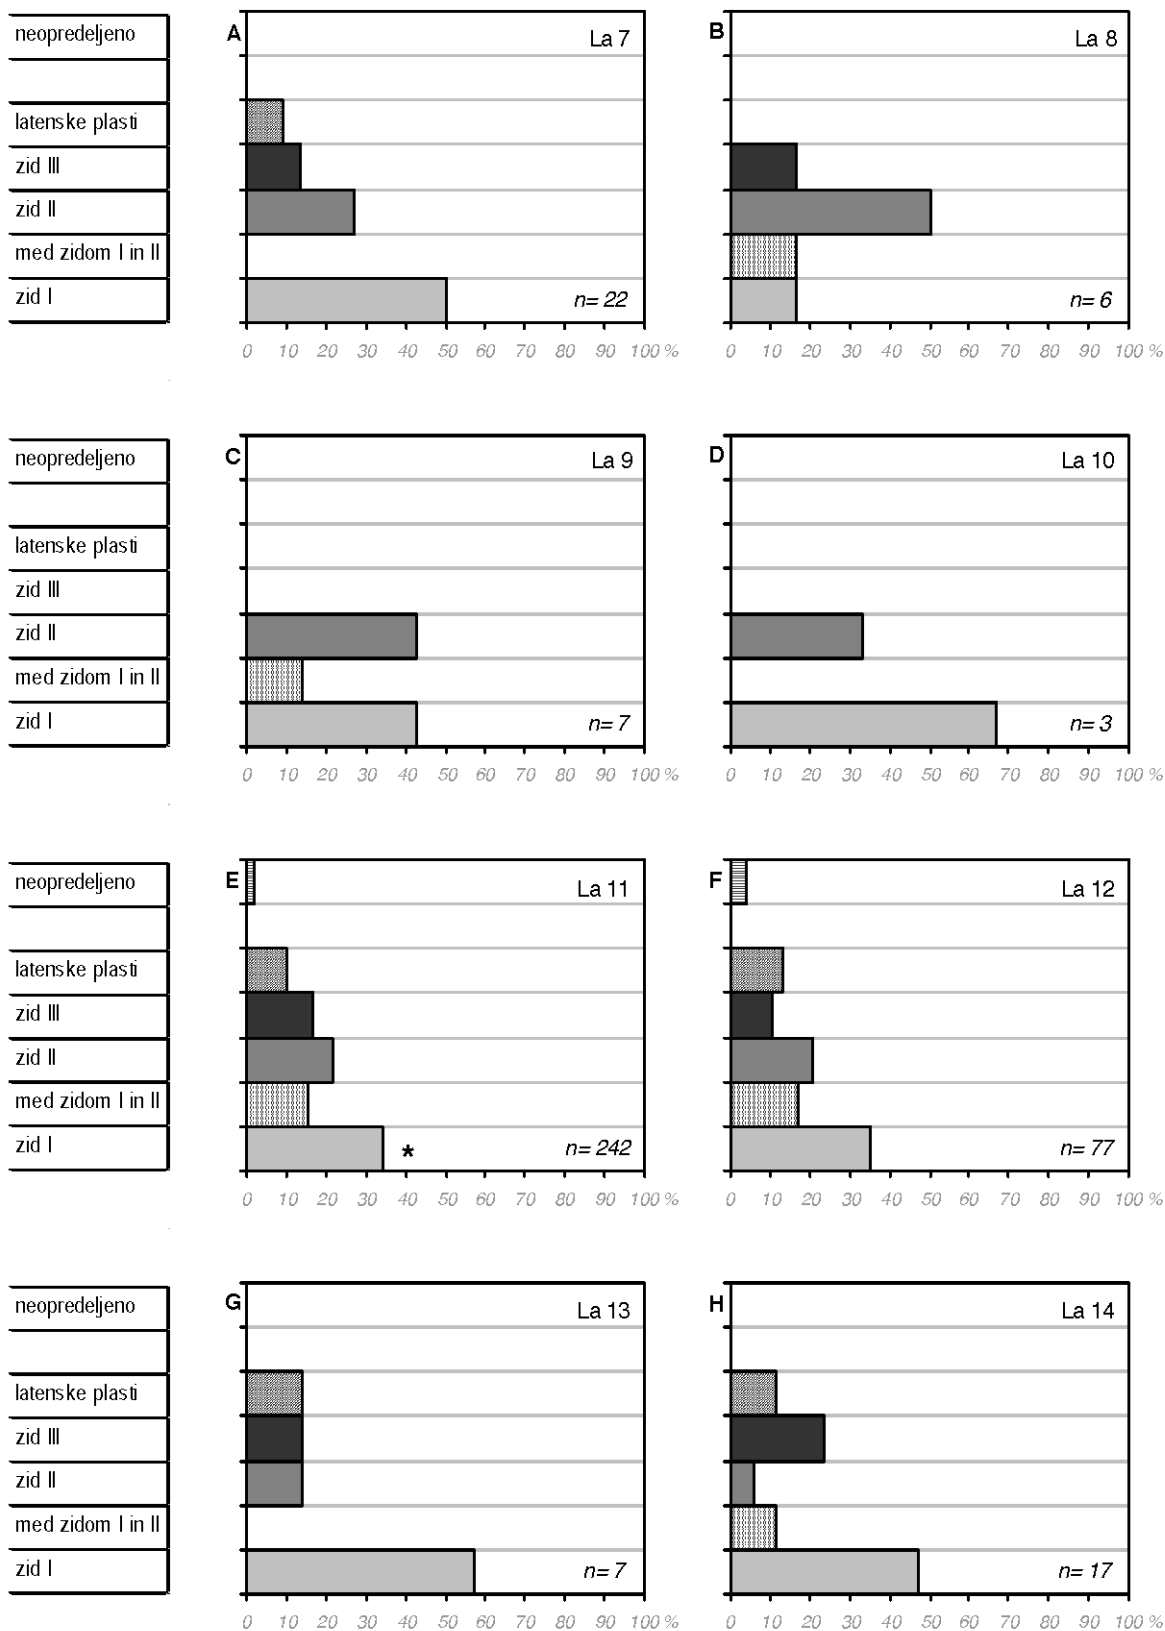 neopredeljeno
latenske plasti
zid III
zid II
med zidom I in II
zid I
A
La 7
n= 22
0 10 20 30 40 50 60 70 80 90 100 %
B
La 8
n= 6
0 10 20 30 40 50 60 70 80 90 100 %
neopredeljeno
latenske plasti
zid III
zid II
med zidom I in II
zid I
C
La 9
n= 7
0 10 20 30 40 50 60 70 80 90 100 %
D
La 10
n= 3
0 10 20 30 40 50 60 70 80 90 100 %
neopredeljeno
latenske plasti
zid III
zid II
med zidom I in II
zid I
E
La 11
*
n= 242
0 10 20 30 40 50 60 70 80 90 100 %
F
La 12
n= 77
0 10 20 30 40 50 60 70 80 90 100 %
neopredeljeno
latenske plasti
zid III
zid II
med zidom I in II
zid I
G
La 13
n= 7
0 10 20 30 40 50 60 70 80 90 100 %
H
La 14
n= 17
0 10 20 30 40 50 60 70 80 90 100 %